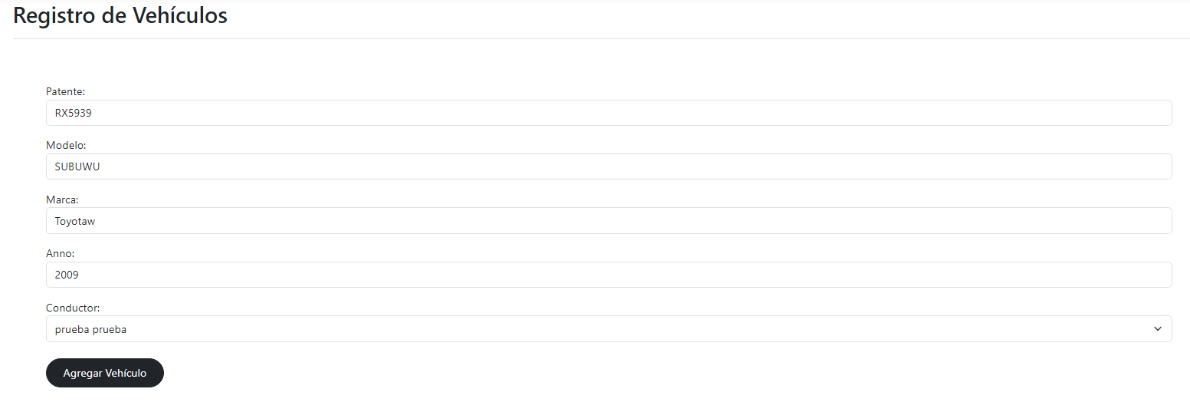 Registro de Vehículos
Patente:
RX5939
Modelo:
SUBUWU
Marca:
Toyotaw
Anno:
2009
Conductor:
prueba prueba
Agregar Vehículo